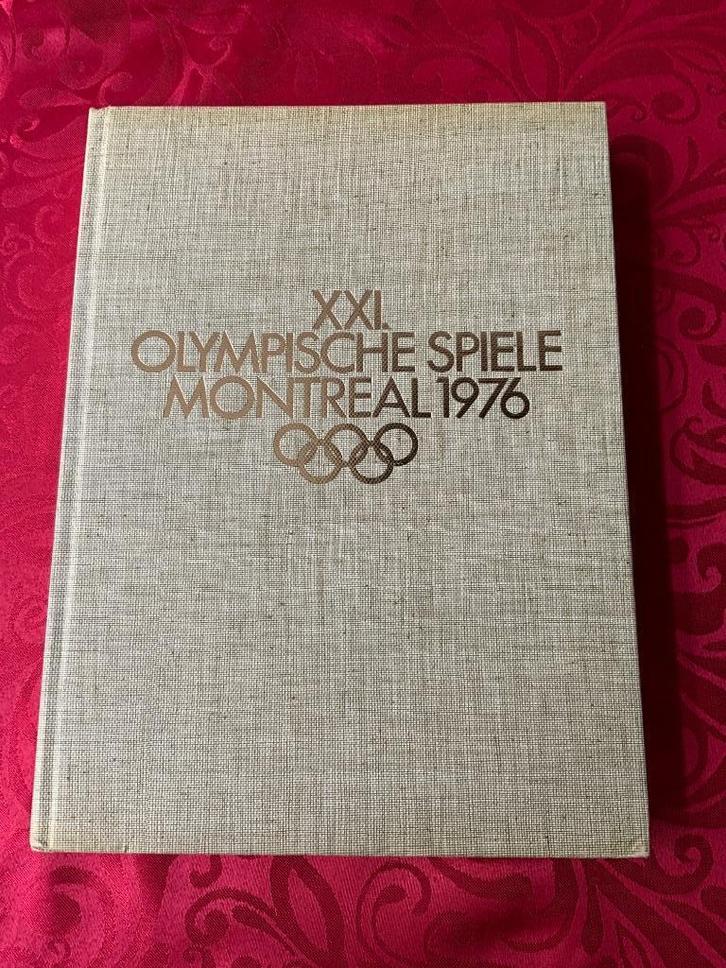 XXI.
OLYMPISCHE SPIELE
MONTREAL 1976